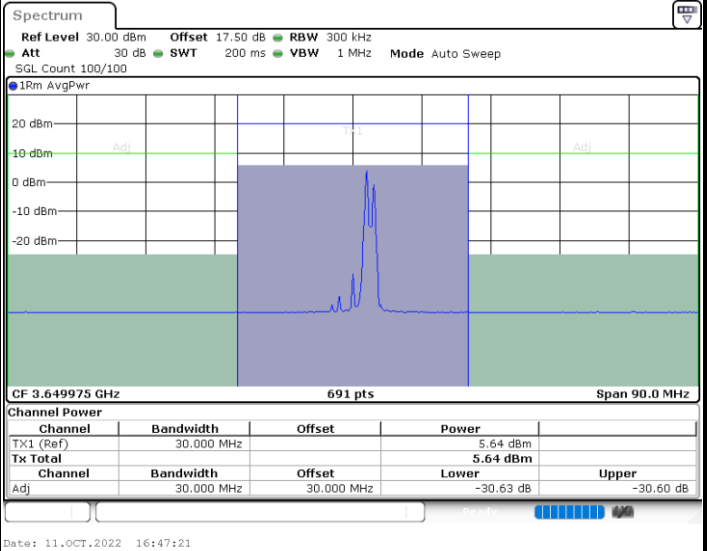 Spectrum
Ref Level 30.00 dBm Offset 17.50 dB RBW 300 kHz
Att 30 dB SWT 200 ms VBW 1 MHz Mode Auto Sweep
SGL Count 100/100
1Rm AvgPwr
20 dBm
TX1
Adj Adj
10 dBm
0 dBm
-10 dBm
-20 dBm
CF 3.649975 GHz 691 pts Span 90.0 MHz
Channel Power
Channel Bandwidth Offset Power
TX1 (Ref) 30.000 MHz 5.64 dBm
Tx Total 5.64 dBm
Channel Bandwidth Offset Lower Upper
Adj 30.000 MHz 30.000 MHz -30.63 dB -30.60 dB
Ready
Date: 11.OCT.2022 16:47:21